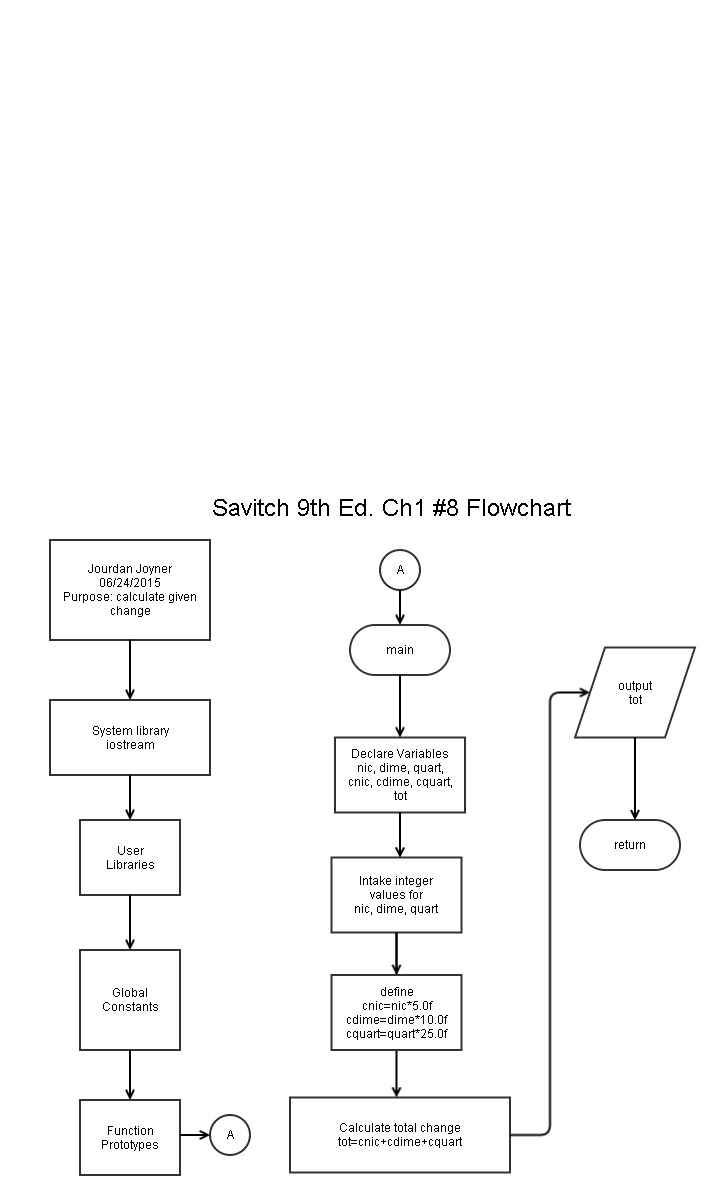 Savitch 9th Ed. Ch1 #8 Flowchart
Jourdan Joyner
06/24/2015
Purpose: calculate given
change
System library
iostream
User
Libraries
Global
Constants
Function
Prototypes
A
A
main
Declare Variables
nic, dime, quart,
cnic, cdime, cquart,
tot
Intake integer
values for
nic, dime, quart
define
cnic=nic*5.0f
cdime=dime*10.0f
cquart=quart*25.0f
Calculate total change
tot=cnic+cdime+cquart
output
tot
return